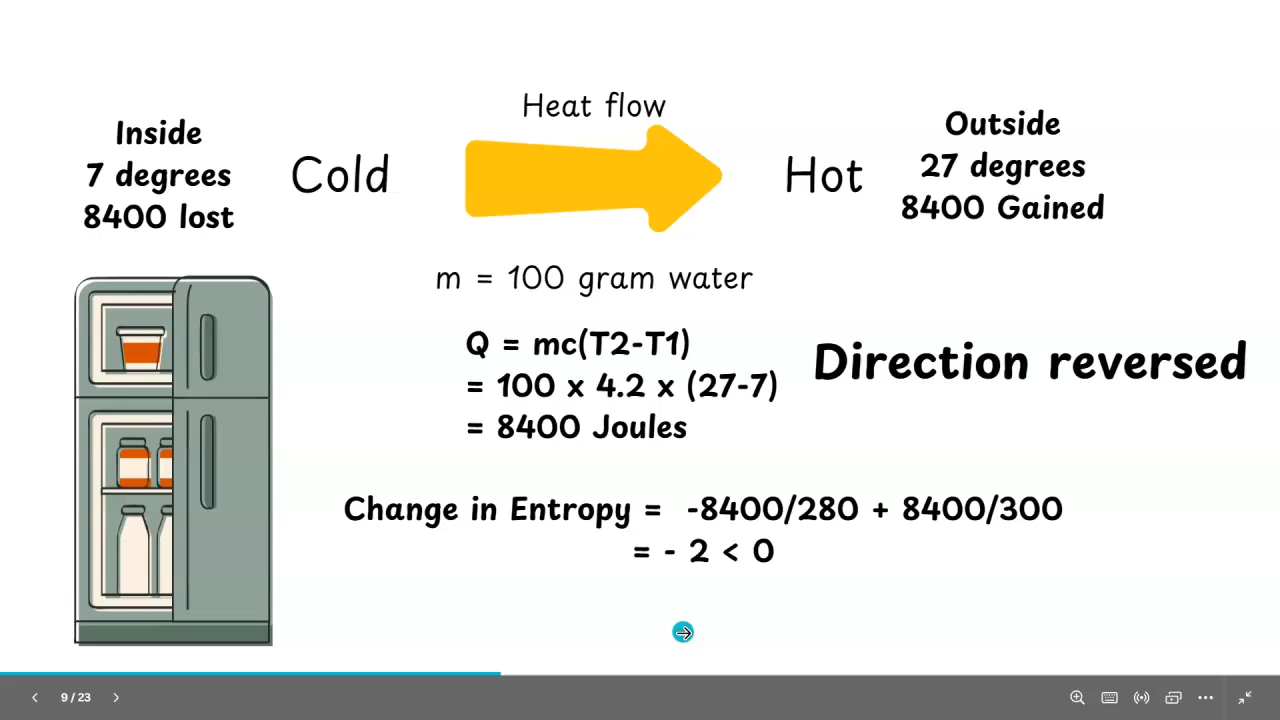 Heat flow
Inside
7 degrees
8400 lost
Cold
Hot
Outside
27 degrees
8400 Gained
m = 100 gram water
Q = mc(T2-T1)
= 100 x 4.2 x (27-7)
= 8400 Joules
Direction reversed
Change in Entropy = -8400/280 + 8400/300
= - 2 < 0
9 / 23